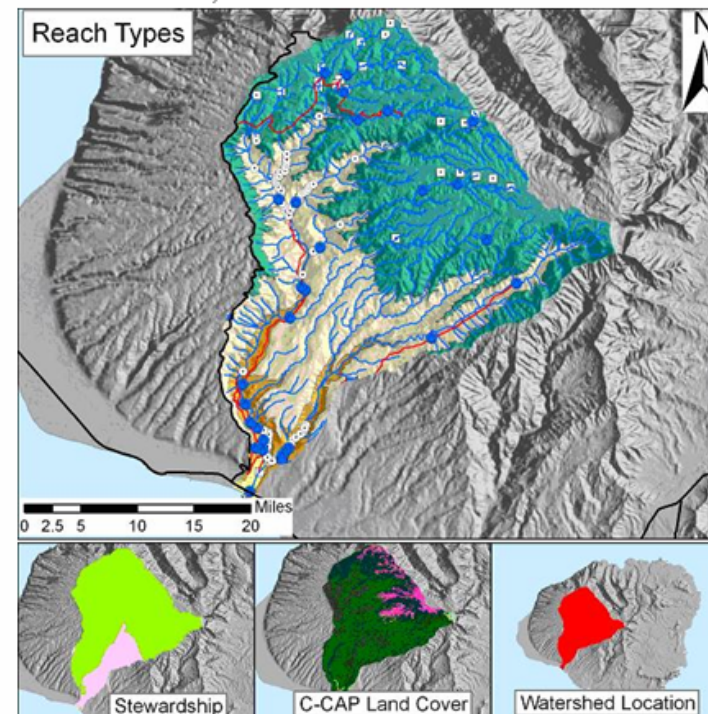 Reach Types
N
Miles
0 2.5 5 10 15 20
Stewardship
C-CAP Land Cover
Watershed Location